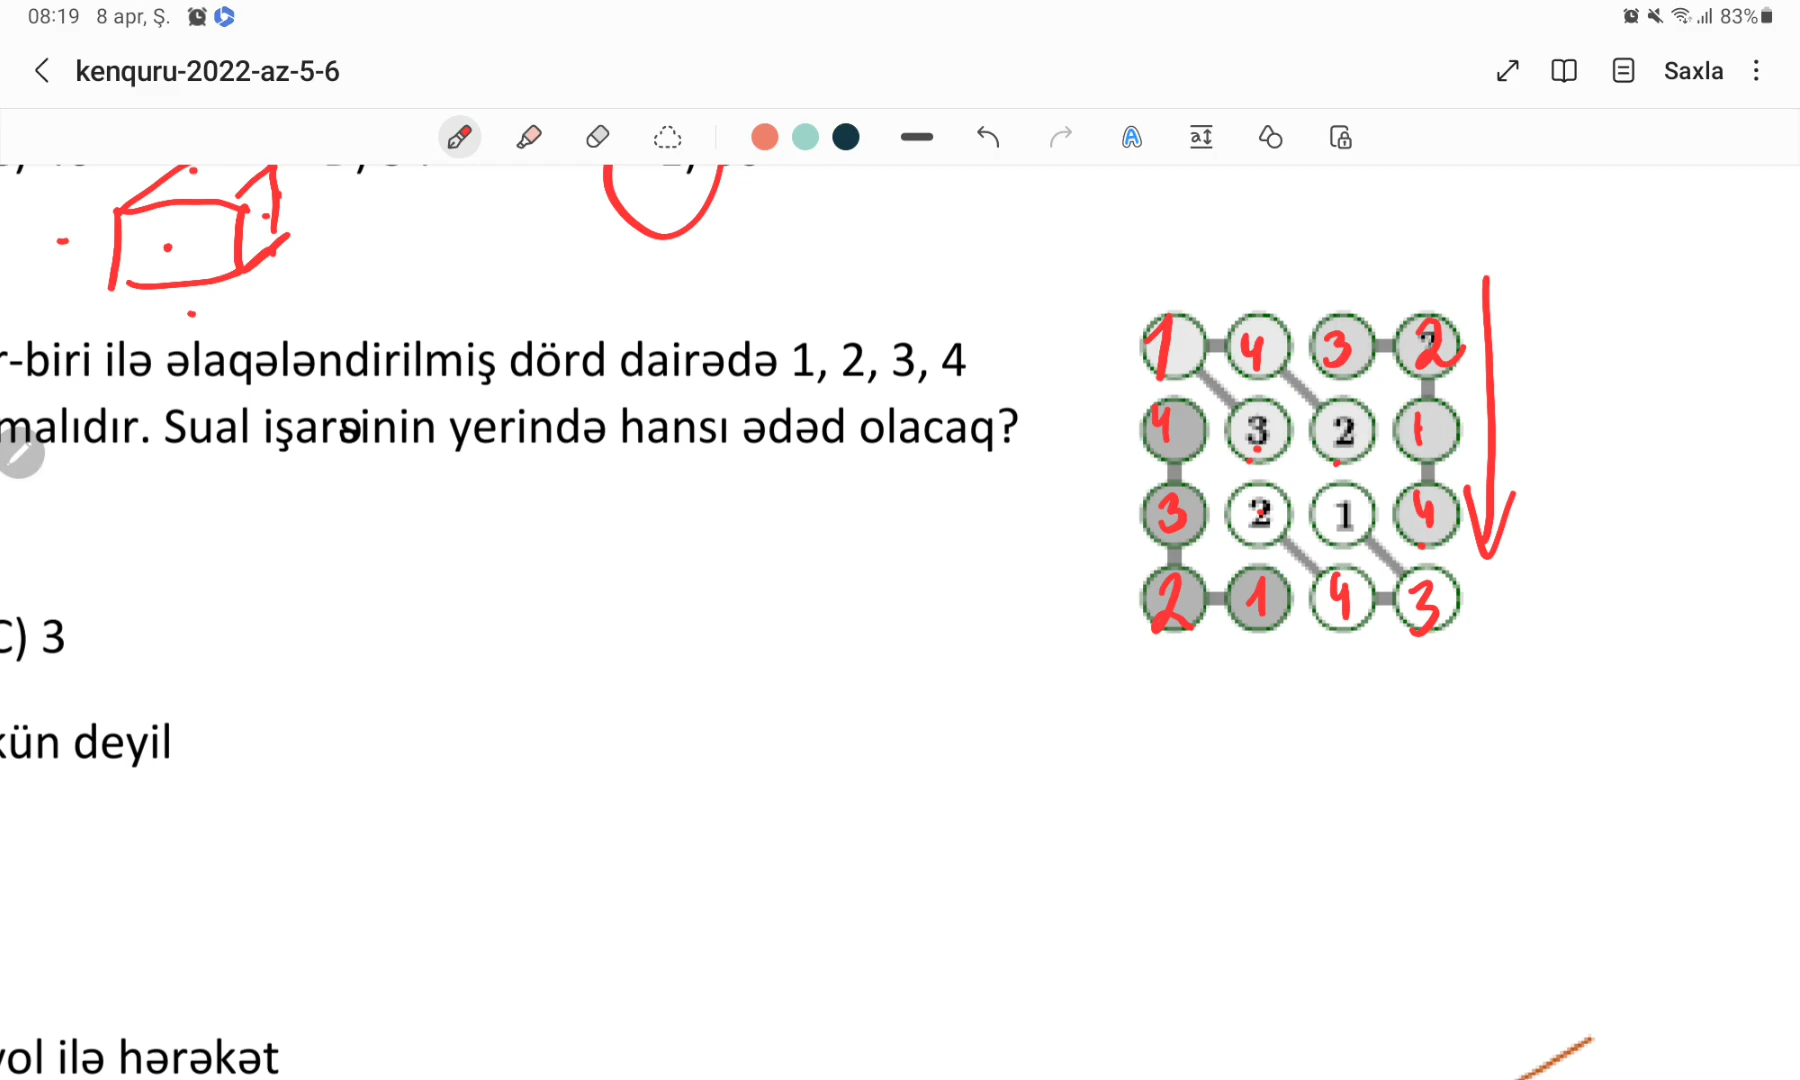 08:19 8 apr, Ş. 83%
kenquru-2022-az-5-6 Saxla
r-biri ilə əlaqələndirilmiş dörd dairədə 1, 2, 3, 4
malıdır. Sual işarəsinin yerində hansı ədəd olacaq?
1 4 3 2
4 3 2 1
3 2 1 4
2 1 4 3
C) 3
kün deyil
yol ilə hərəkət